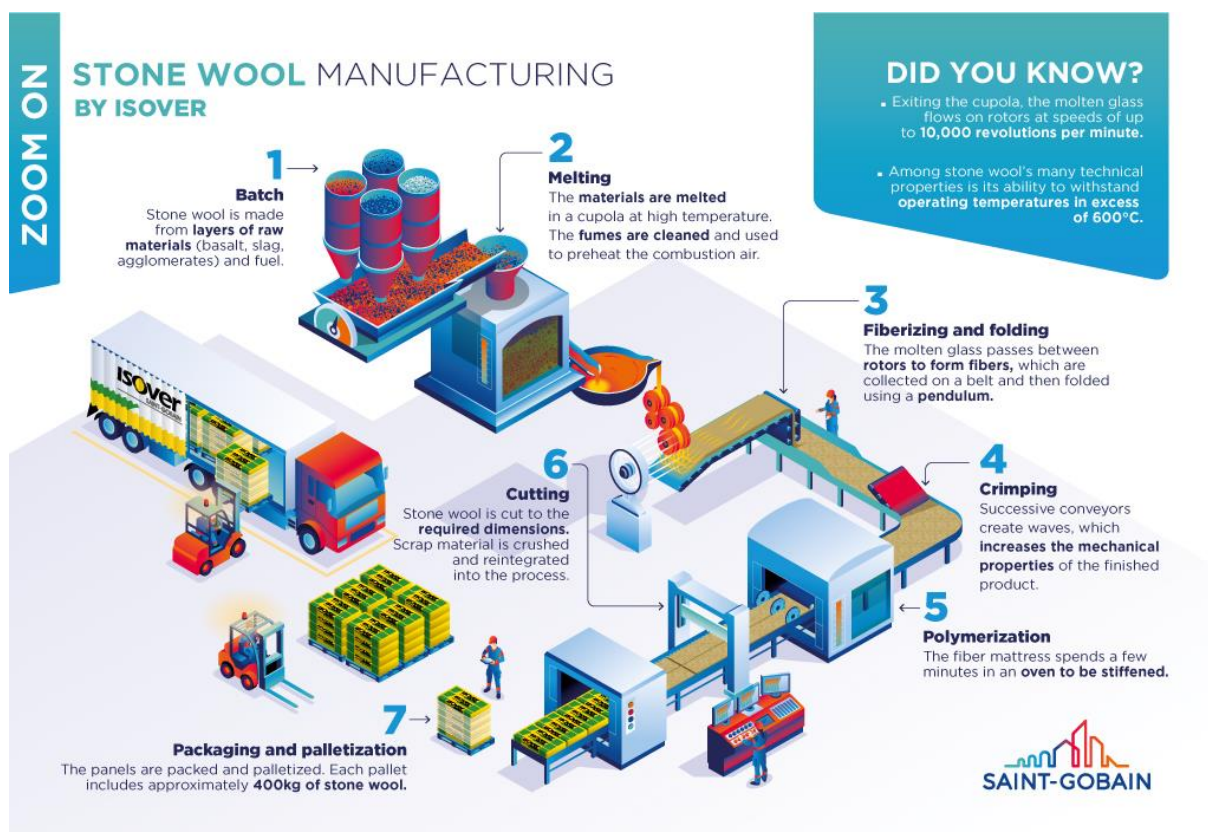 ZOOM ON
STONE WOOL MANUFACTURING
BY ISOVER
DID YOU KNOW?
Exiting the cupola, the molten glass
flows on rotors at speeds of up
to 10,000 revolutions per minute.
Among stone wool's many technical
properties is its ability to withstand
operating temperatures in excess
of 600°C.
1
Batch
Stone wool is made
from layers of raw
materials (basalt, slag,
agglomerates) and fuel.
2
Melting
The materials are melted
in a cupola at high temperature.
The fumes are cleaned and used
to preheat the combustion air.
3
Fiberizing and folding
The molten glass passes between
rotors to form fibers, which are
collected on a belt and then folded
using a pendulum.
4
Crimping
Successive conveyors
create waves, which
increases the mechanical
properties of the finished
product.
5
Polymerization
The fiber mattress spends a few
minutes in an oven to be stiffened.
6
Cutting
Stone wool is cut to the
required dimensions.
Scrap material is crushed
and reintegrated
into the process.
7
Packaging and palletization
The panels are packed and palletized. Each pallet
includes approximately 400kg of stone wool.
isover
SAINT-GOBAIN
SAINT-GOBAIN